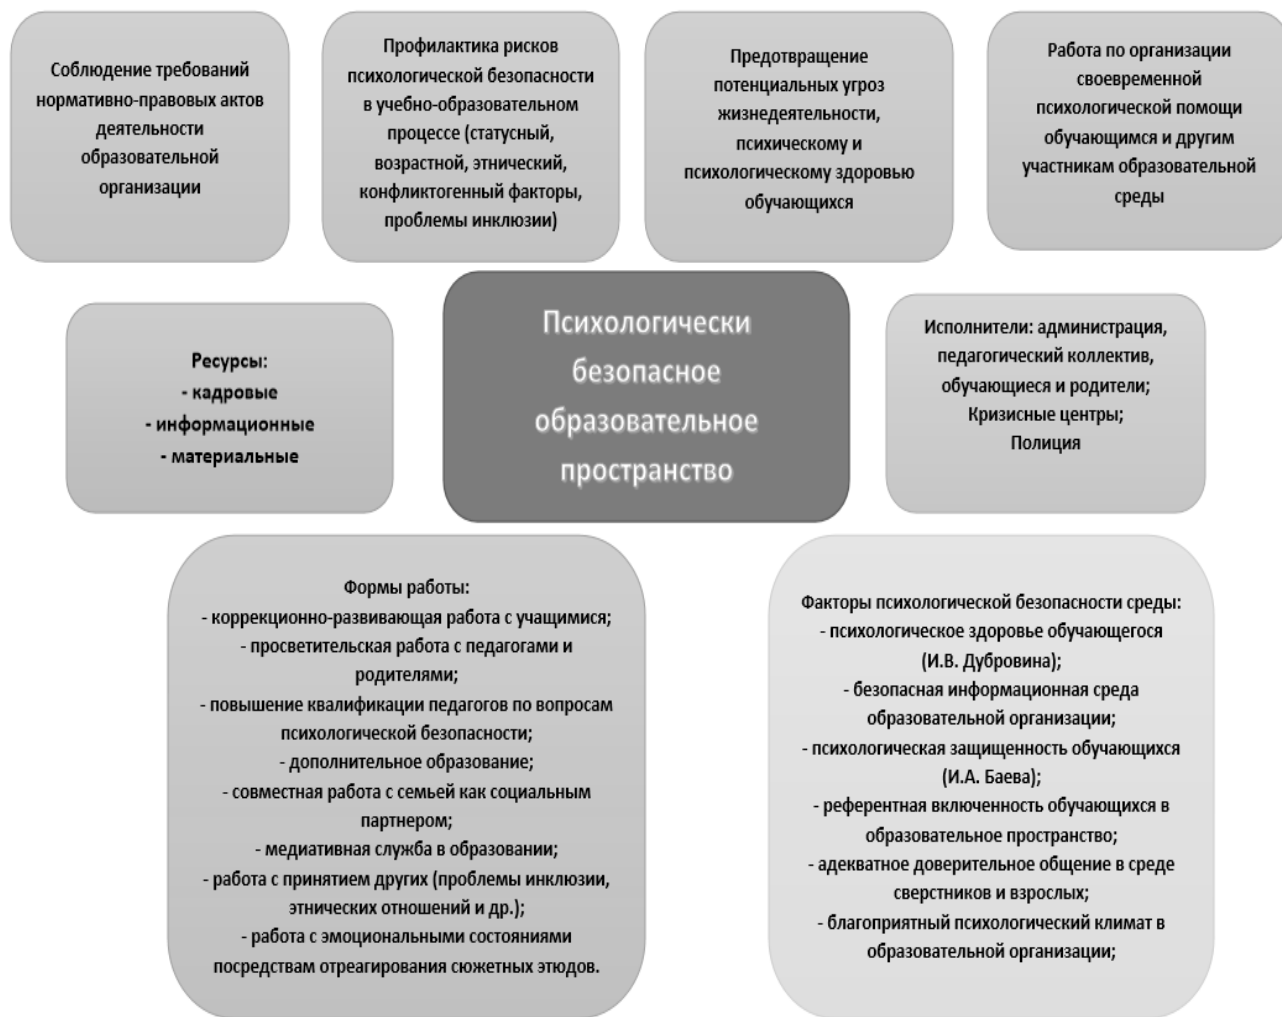 Соблюдение требований
нормативно-правовых актов
деятельности
образовательной
организации
Профилактика рисков
психологической безопасности
в учебно-образовательном
процессе (статусный,
возрастной, этнический,
конфликтогенный факторы,
проблемы инклюзии)
Предотвращение
потенциальных угроз
жизнедеятельности,
психическому и
психологическому здоровью
обучающихся
Работа по организации
своевременной
психологической помощи
обучающимся и другим
участникам образовательной
среды
Ресурсы:
- кадровые
- информационные
- материальные
Психологически
безопасное
образовательное
пространство
Исполнители: администрация,
педагогический коллектив,
обучающиеся и родители;
Кризисные центры;
Полиция
Формы работы:
- коррекционно-развивающая работа с учащимися;
- просветительская работа с педагогами и
родителями;
- повышение квалификации педагогов по вопросам
психологической безопасности;
- дополнительное образование;
- совместная работа с семьей как социальным
партнером;
- медиативная служба в образовании;
- работа с принятием других (проблемы инклюзии,
этнических отношений и др.);
- работа с эмоциональными состояниями
посредствам отреагирования сюжетных этюдов.
Факторы психологической безопасности среды:
- психологическое здоровье обучающегося
(И.В. Дубровина);
- безопасная информационная среда
образовательной организации;
- психологическая защищенность обучающихся
(И.А. Баева);
- референтная включенность обучающихся в
образовательное пространство;
- адекватное доверительное общение в среде
сверстников и взрослых;
- благоприятный психологический климат в
образовательной организации;